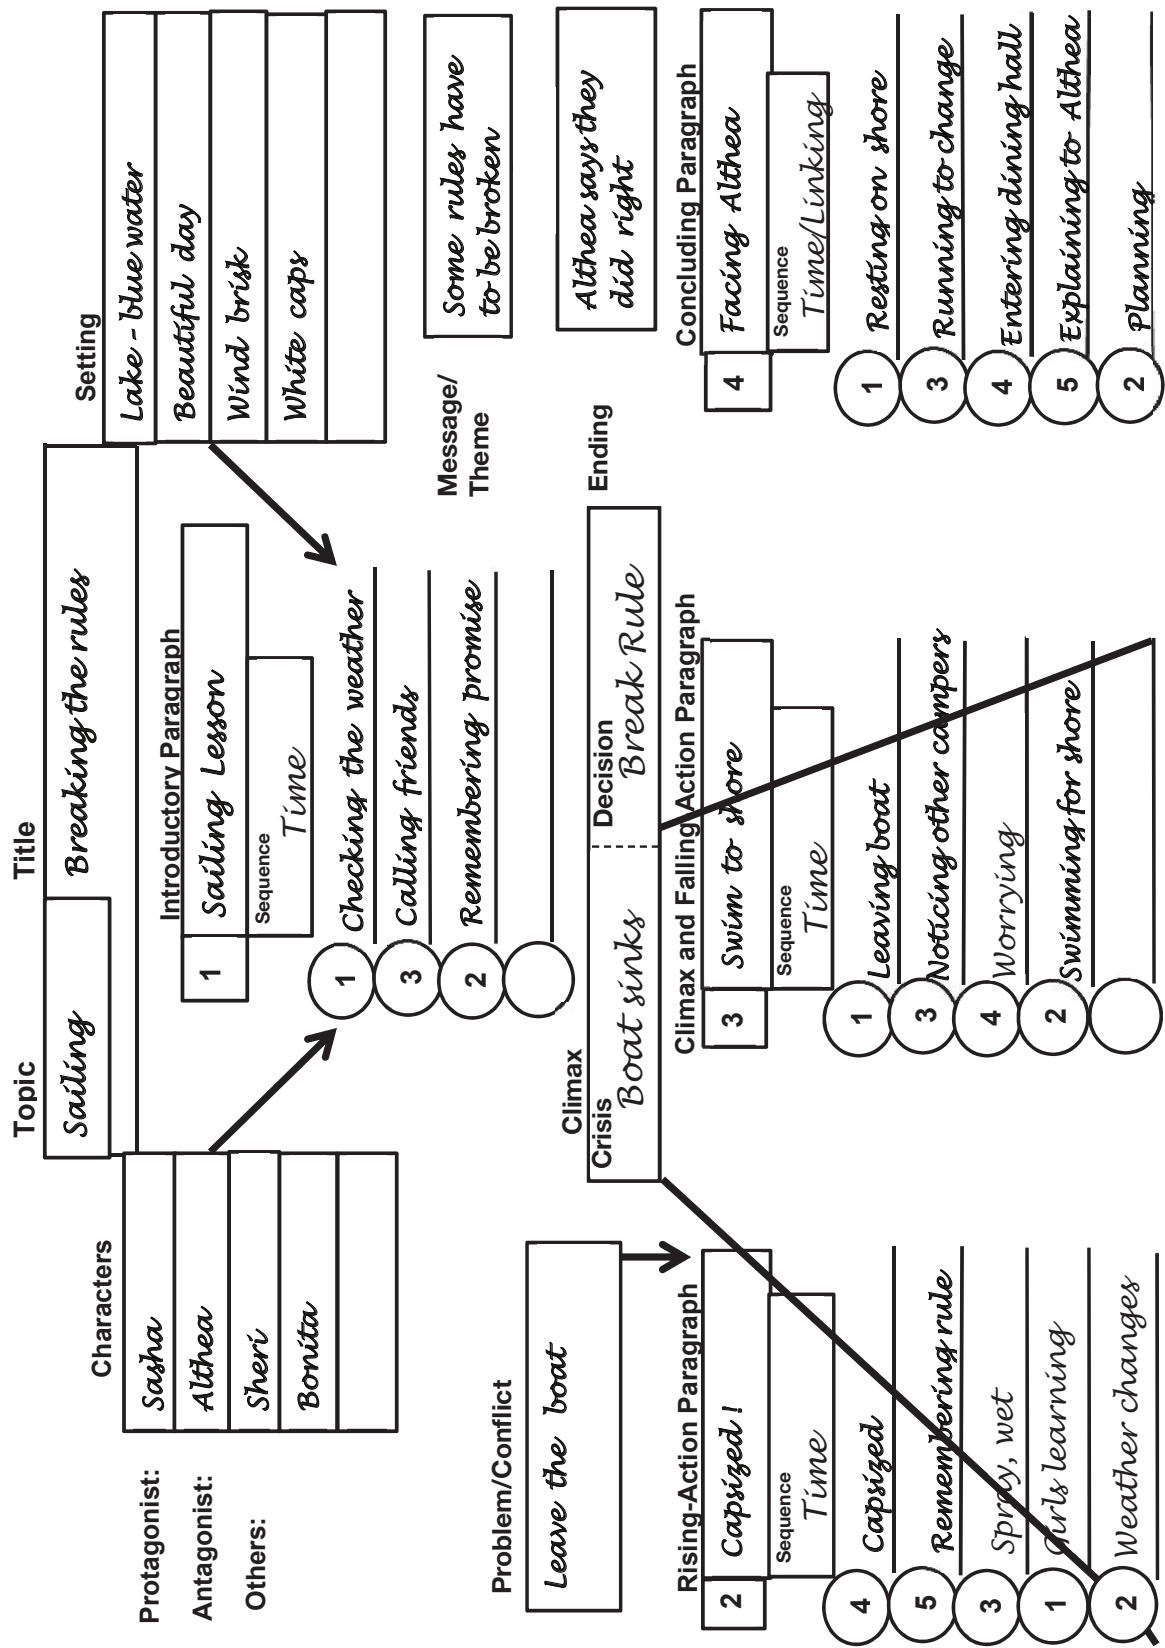 Topic
Sailing
Title
Breaking the rules
Characters
Protagonist:
Sasha
Antagonist:
Althea
Others:
Sheri
Bonita
Introductory Paragraph
1
Sailing Lesson
Sequence
Time
1 Checking the weather
3 Calling friends
2 Remembering promise
Setting
Lake - blue water
Beautiful day
Wind brisk
White caps
Message/
Theme
Some rules have
to be broken
Problem/Conflict
Leave the boat
Climax
Crisis
Boat sinks
Decision
Break Rule
Ending
Althea says they
did right
Rising-Action Paragraph
2
Capsized!
Sequence
Time
4 Capsized
5 Remembering rule
3 Spray, wet
1 Girls learning
2 Weather changes
Climax and Falling-Action Paragraph
3
Swim to shore
Sequence
Time
1 Leaving boat
3 Noticing other campers
4 Worrying
2 Swimming for shore
Concluding Paragraph
4
Facing Althea
Sequence
Time/Linking
1 Resting on shore
3 Running to change
4 Entering dining hall
5 Explaining to Althea
2 Planning